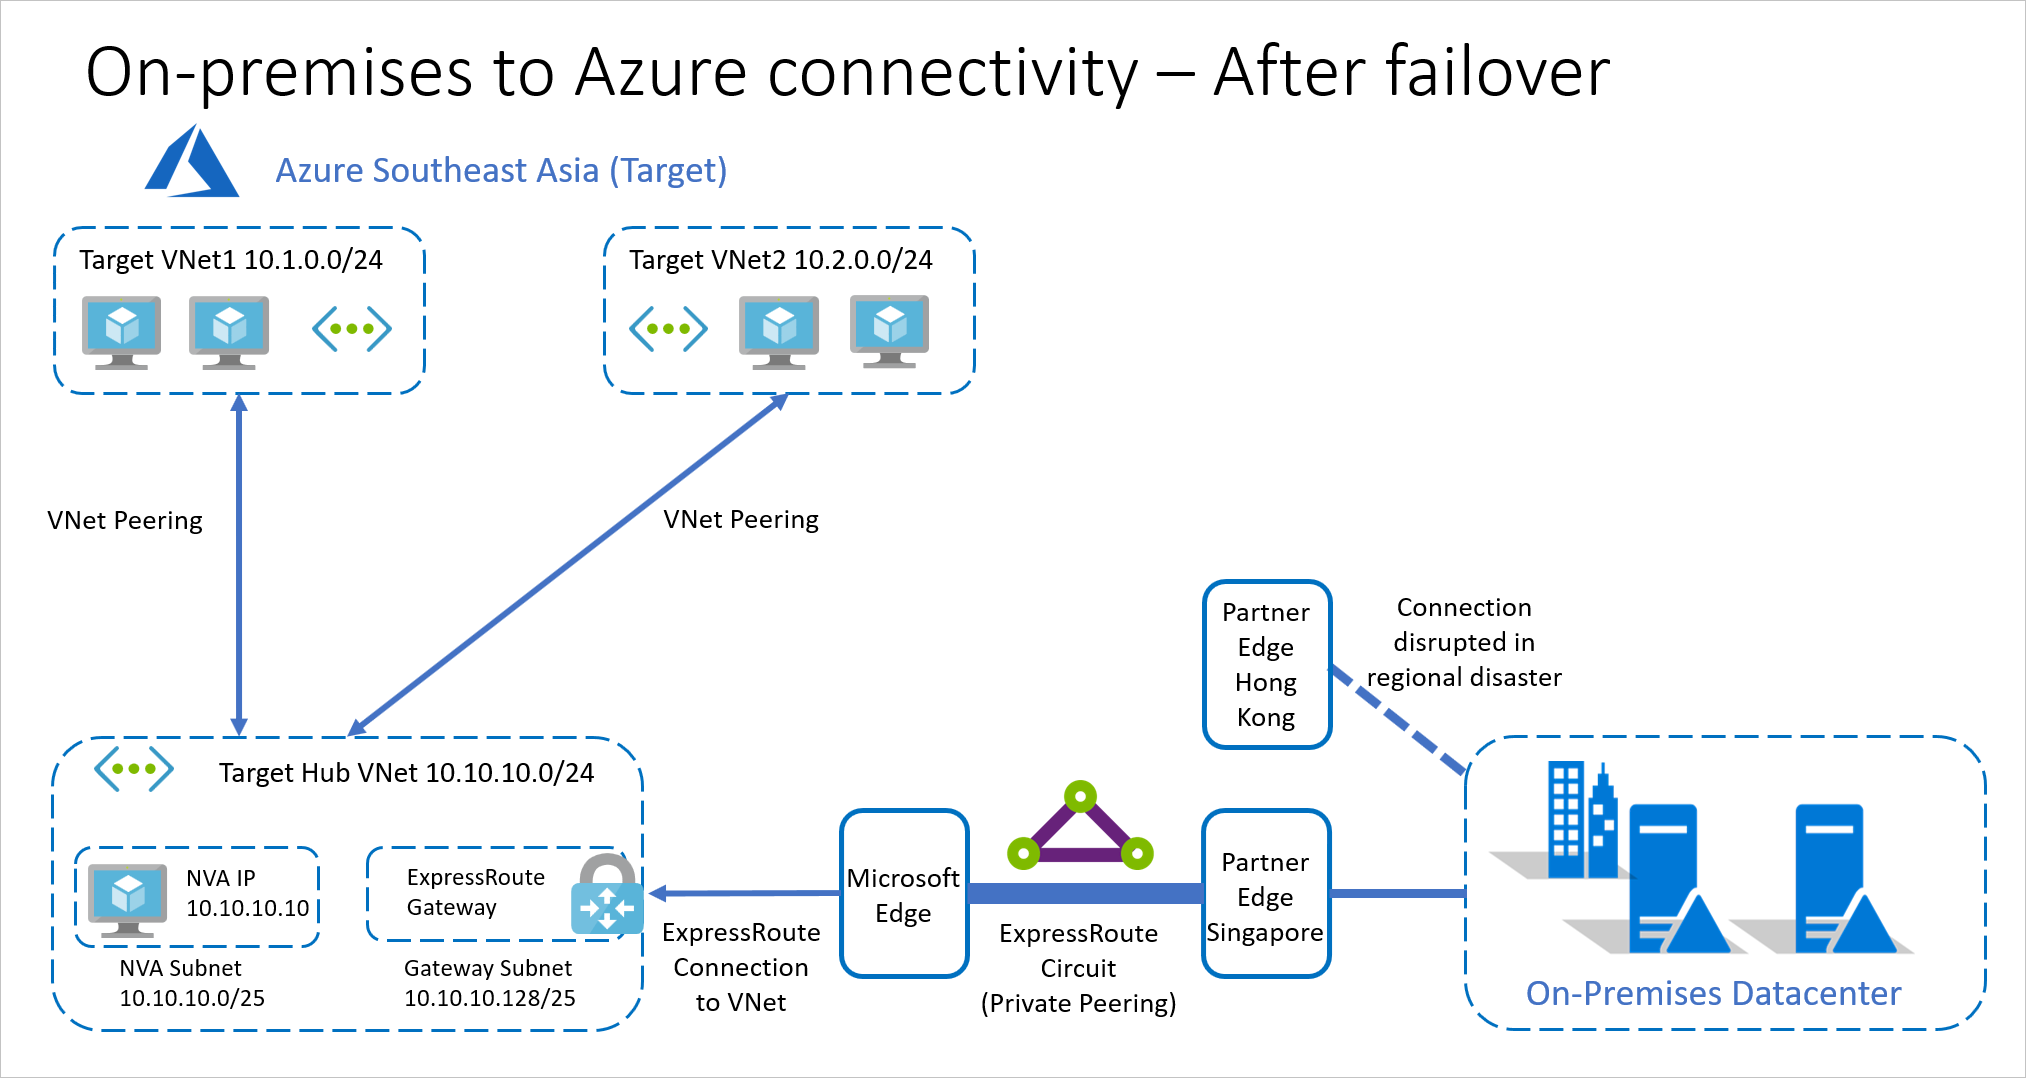 On-premises to Azure connectivity – After failover
Azure Southeast Asia (Target)
Target VNet1 10.1.0.0/24
Target VNet2 10.2.0.0/24
VNet Peering
VNet Peering
Partner
Edge
Hong
Kong
Connection
disrupted in
regional disaster
Target Hub VNet 10.10.10.0/24
NVA IP
10.10.10.10
NVA Subnet
10.10.10.0/25
ExpressRoute
Gateway
Gateway Subnet
10.10.10.128/25
ExpressRoute
Connection
to VNet
Microsoft
Edge
ExpressRoute
Circuit
(Private Peering)
Partner
Edge
Singapore
On-Premises Datacenter